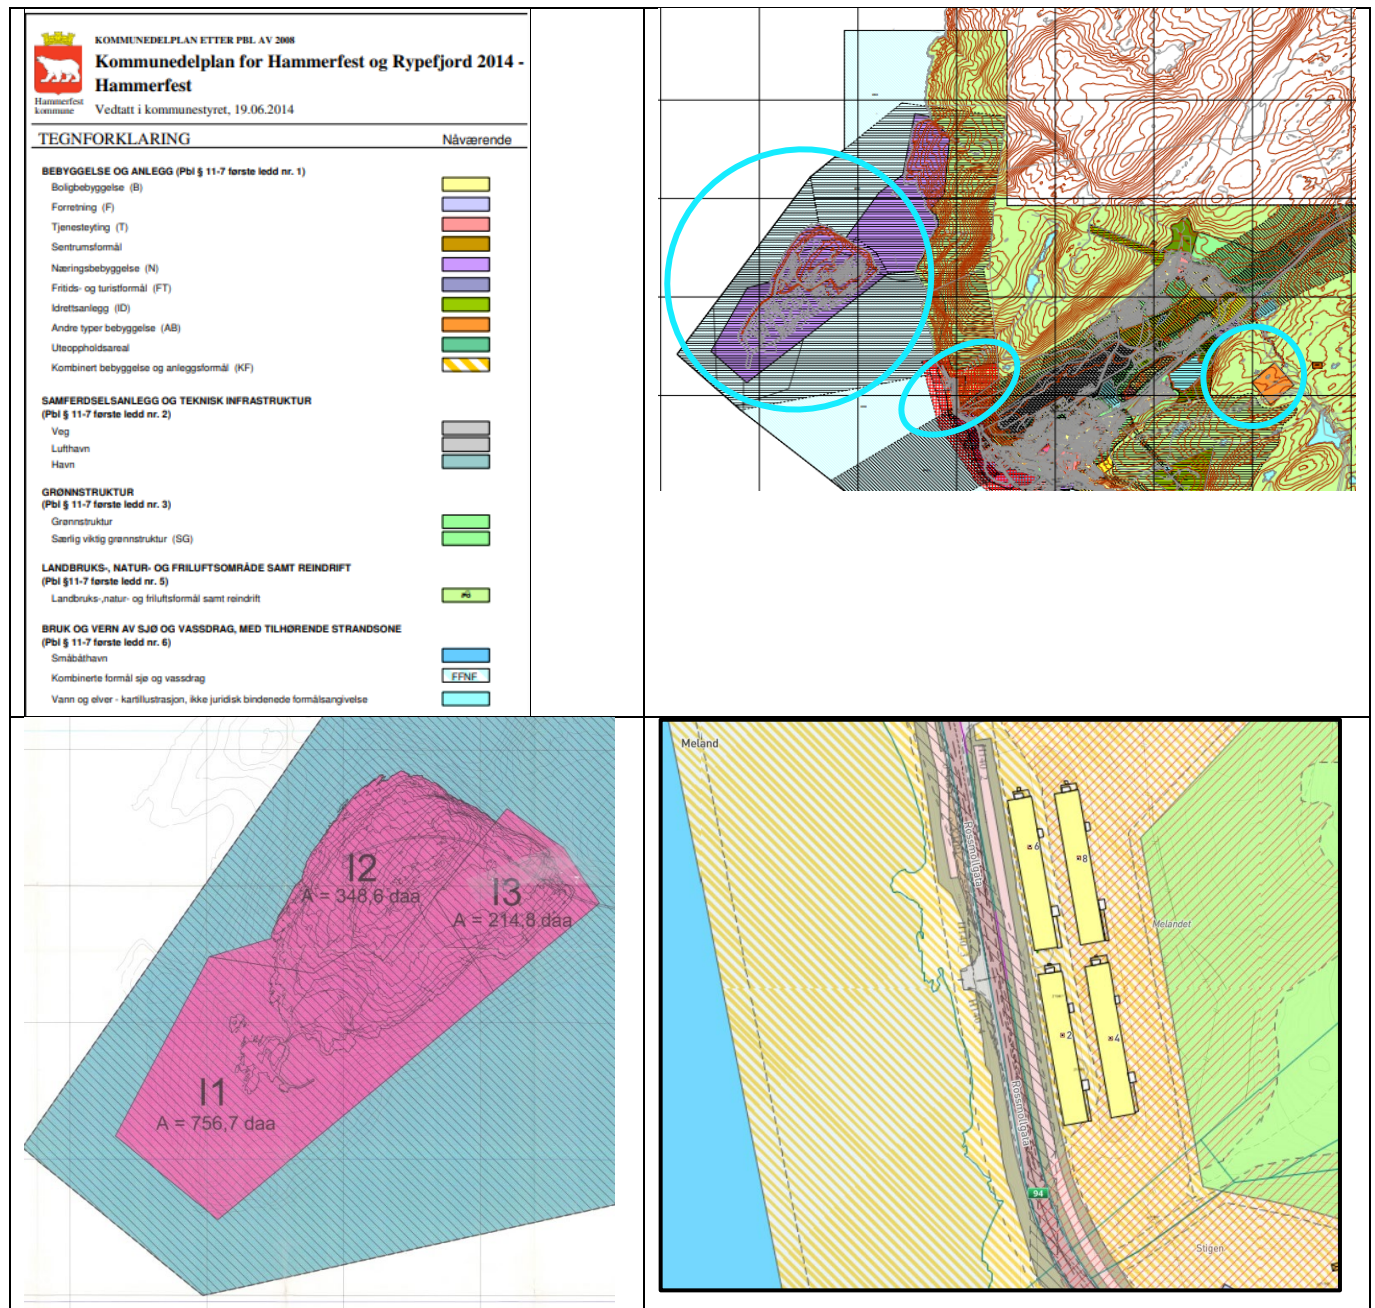 KOMMUNEDELPLAN ETTER PBL AV 2008
Kommunedelplan for Hammerfest og Rypefjord 2014 -
Hammerfest
Hammerfest
kommune
Vedtatt i kommunestyret, 19.06.2014
TEGNFORKLARING Nåværende
BEBYGGELSE OG ANLEGG (Pbl § 11-7 første ledd nr. 1)
Boligbebyggelse (B)
Forretning (F)
Tjenesteyting (T)
Sentrumsformål
Næringsbebyggelse (N)
Fritids- og turistformål (FT)
Idrettsanlegg (ID)
Andre typer bebyggelse (AB)
Uteoppholdsareal
Kombinert bebyggelse og anleggsformål (KF)
SAMFERDSELSANLEGG OG TEKNISK INFRASTRUKTUR
(Pbl § 11-7 første ledd nr. 2)
Veg
Lufthavn
Havn
GRØNNSTRUKTUR
(Pbl § 11-7 første ledd nr. 3)
Grønnstruktur
Særlig viktig grønnstruktur (SG)
LANDBRUKS-, NATUR- OG FRILUFTSOMRÅDE SAMT REINDRIFT
(Pbl §11-7 første ledd nr. 5)
Landbruks-,natur- og friluftsformål samt reindrift
BRUK OG VERN AV SJØ OG VASSDRAG, MED TILHØRENDE STRANDSONE
(Pbl § 11-7 første ledd nr. 6)
Småbåthavn
Kombinerte formål sjø og vassdrag FFNF
Vann og elver - kartillustrasjon, ikke juridisk bindenede formålsangivelse
I2
A = 348,6 daa
I3
A = 214,8 daa
I1
A = 756,7 daa
Meland
H140
Rossmollgata
6
8
Melandet
H140
H140
2
4
Rossmollgata
94
Stigen